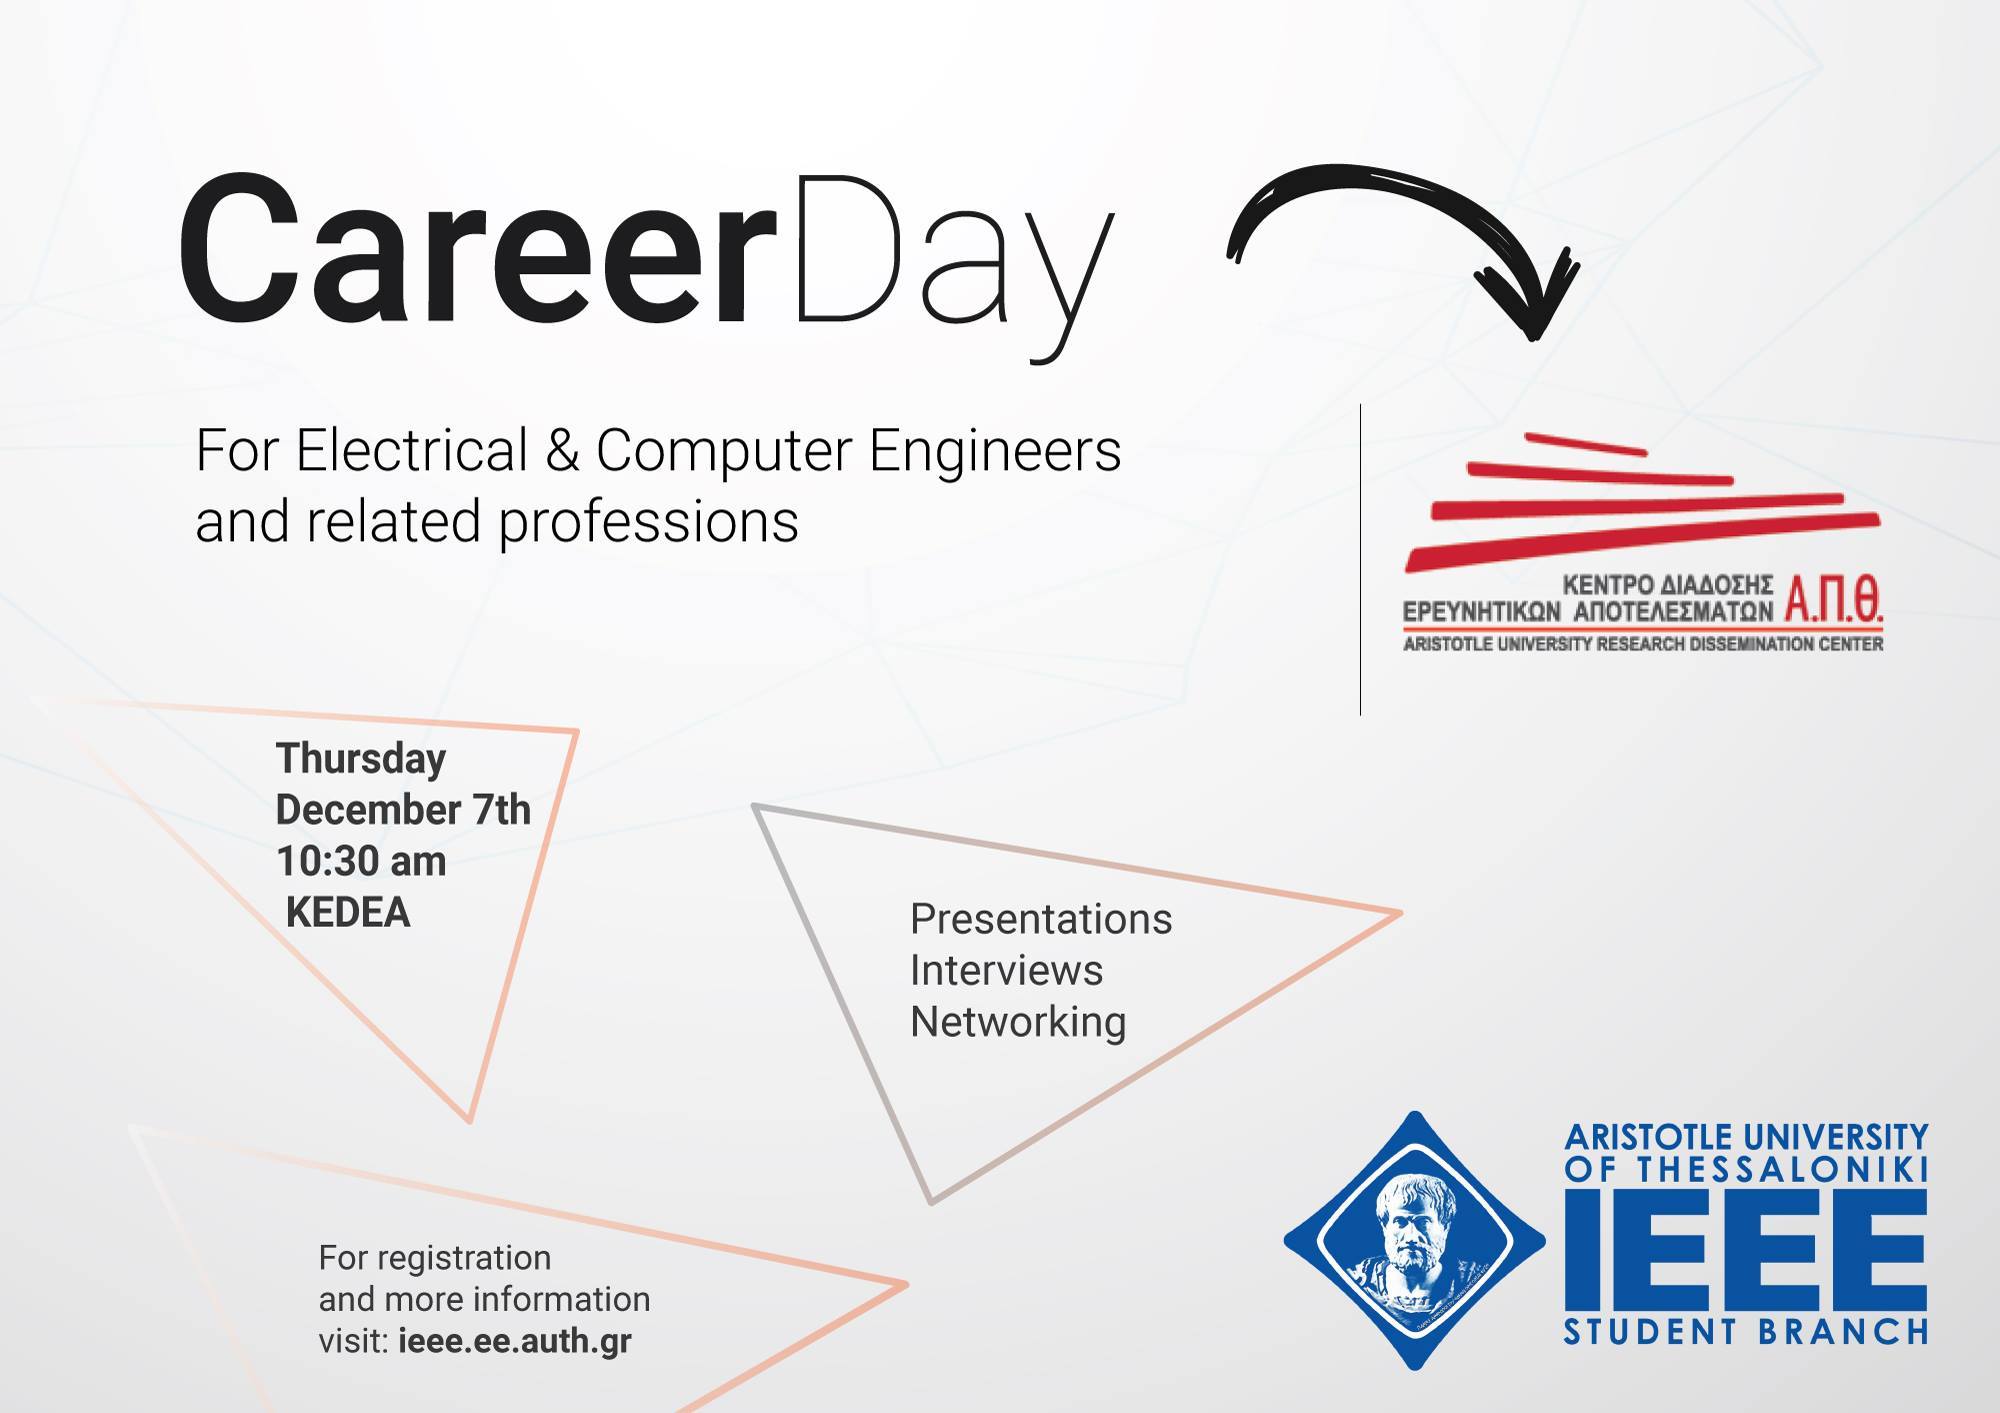 CareerDay
For Electrical & Computer Engineers
and related professions
ΚΕΝΤΡΟ ΔΙΑΔΟΣΗΣ
ΕΡΕΥΝΗΤΙΚΩΝ ΑΠΟΤΕΛΕΣΜΑΤΩΝ Α.Π.Θ.
ARISTOTLE UNIVERSITY RESEARCH DISSEMINATION CENTER
Thursday
December 7th
10:30 am
KEDEA
Presentations
Interviews
Networking
For registration
and more information
visit: ieee.ee.auth.gr
ARISTOTLE UNIVERSITY
OF THESSALONIKI
IEEE
STUDENT BRANCH